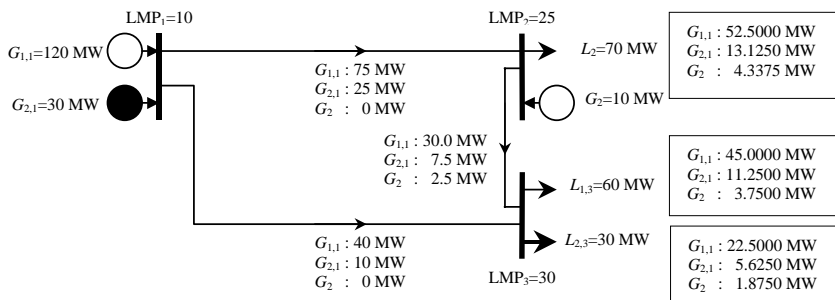 LMP1=10
LMP2=25
G1,1=120 MW
G2,1=30 MW
G1,1 : 75 MW
G2,1 : 25 MW
G2 : 0 MW
L2=70 MW
G2=10 MW
G1,1 : 52.5000 MW
G2,1 : 13.1250 MW
G2 : 4.3375 MW
G1,1 : 30.0 MW
G2,1 : 7.5 MW
G2 : 2.5 MW
L1,3=60 MW
G1,1 : 45.0000 MW
G2,1 : 11.2500 MW
G2 : 3.7500 MW
G1,1 : 40 MW
G2,1 : 10 MW
G2 : 0 MW
L2,3=30 MW
LMP3=30
G1,1 : 22.5000 MW
G2,1 : 5.6250 MW
G2 : 1.8750 MW